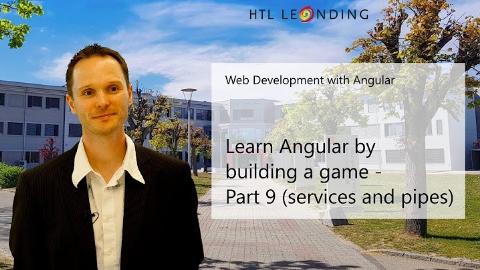 HTL LEONDING
Web Development with Angular
Learn Angular by
building a game -
Part 9 (services and pipes)